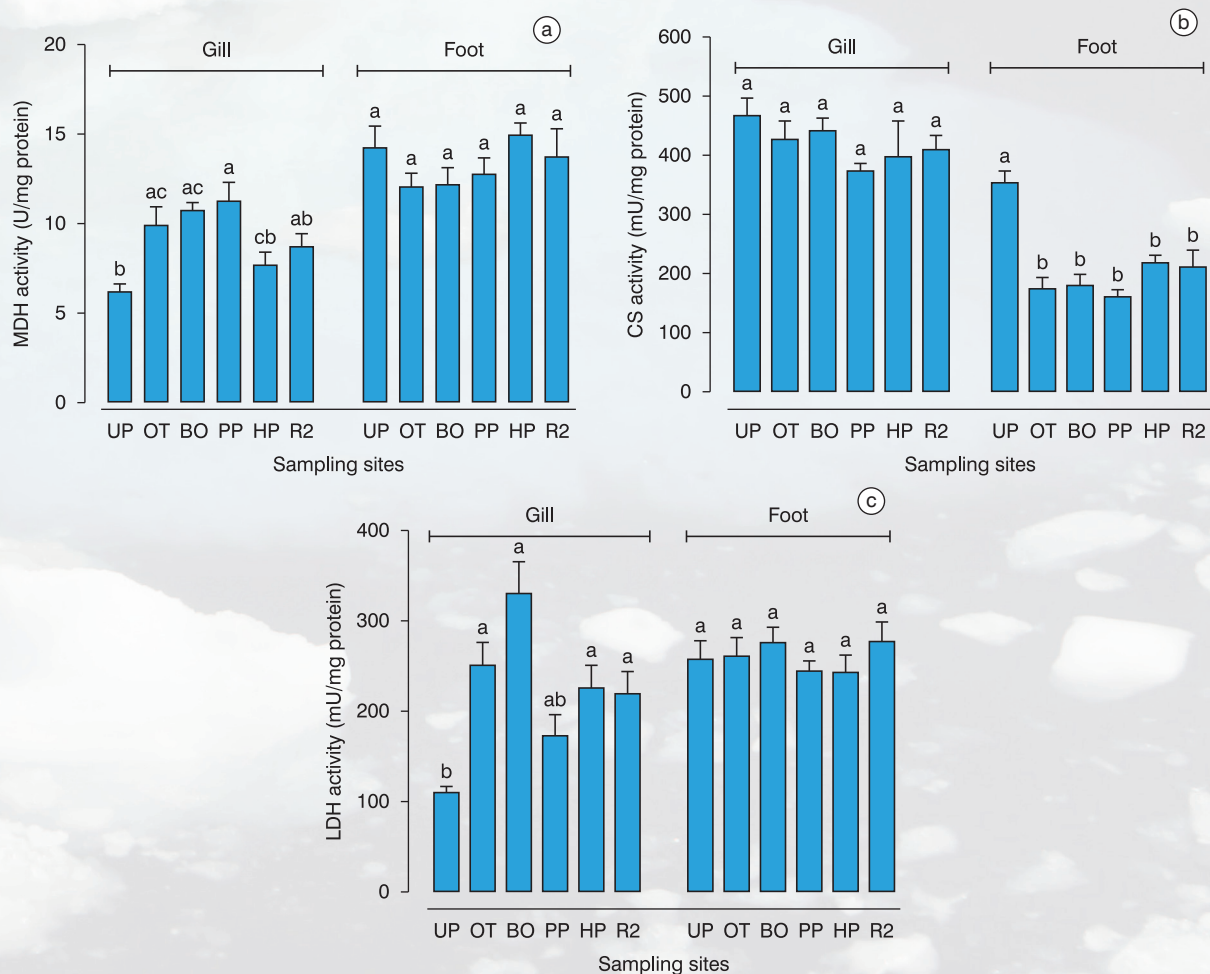 a
MDH activity (U/mg protein)
20
15
10
5
0
Gill
Foot
b
ac
ac
a
cb
ab
a
a
a
a
a
a
UP OT BO PP HP R2
UP OT BO PP HP R2
Sampling sites
b
CS activity (mU/mg protein)
600
500
400
300
200
100
0
Gill
Foot
a
a
a
a
a
a
a
b
b
b
b
b
UP OT BO PP HP R2
UP OT BO PP HP R2
Sampling sites
c
LDH activity (mU/mg protein)
400
300
200
100
0
Gill
Foot
b
a
a
ab
a
a
a
a
a
a
a
a
UP OT BO PP HP R2
UP OT BO PP HP R2
Sampling sites